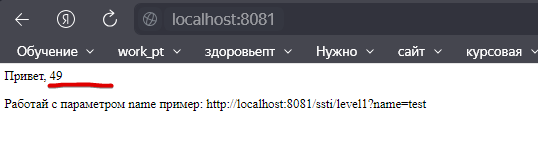 localhost:8081
Обучение work_pt здоровьепт Нужно сайт курсовая
Привет, 49
Работай с параметром name пример: http://localhost:8081/ssti/level1?name=test